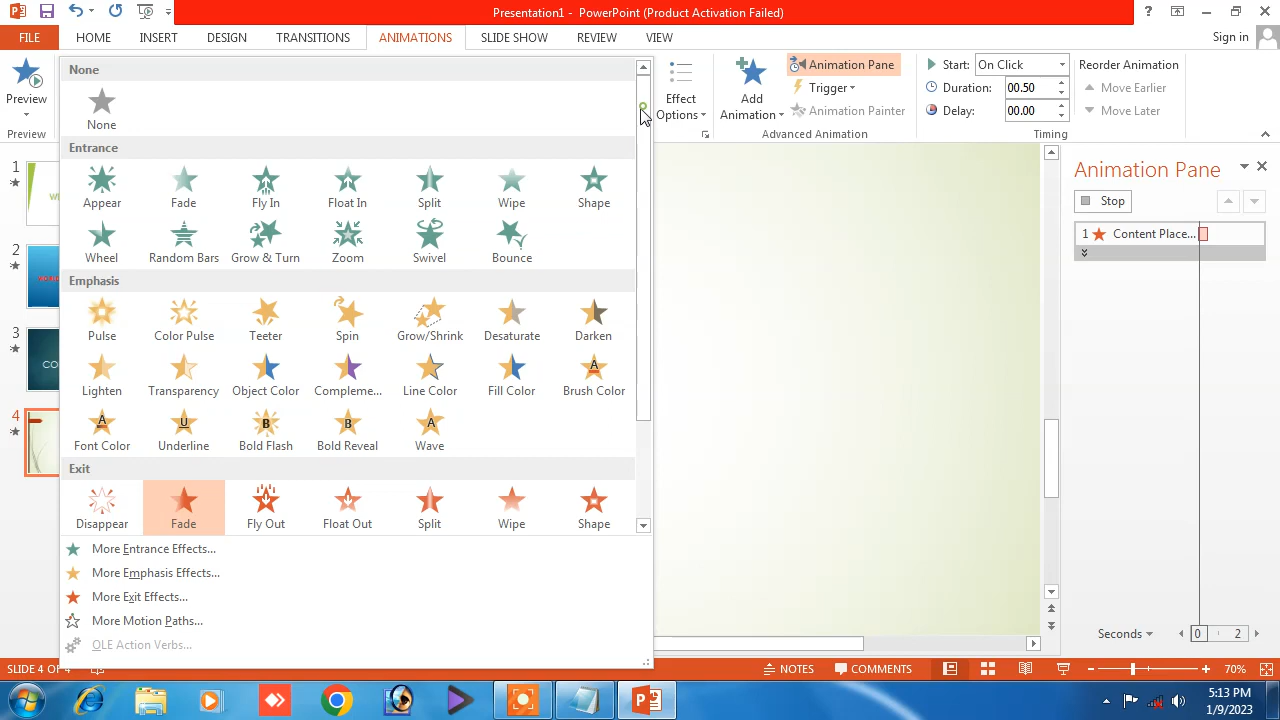 Presentation1 - PowerPoint (Product Activation Failed)
FILE HOME INSERT DESIGN TRANSITIONS ANIMATIONS SLIDE SHOW REVIEW VIEW Sign in
Preview
Preview
None
None
Entrance
Appear Fade Fly In Float In Split Wipe Shape
Wheel Random Bars Grow & Turn Zoom Swivel Bounce
Emphasis
Pulse Color Pulse Teeter Spin Grow/Shrink Desaturate Darken
Lighten Transparency Object Color Compleme... Line Color Fill Color Brush Color
Font Color Underline Bold Flash Bold Reveal Wave
Exit
Disappear Fade Fly Out Float Out Split Wipe Shape
More Entrance Effects...
More Emphasis Effects...
More Exit Effects...
More Motion Paths...
OLE Action Verbs...
Effect Options
Add Animation
Animation Pane
Trigger
Animation Painter
Advanced Animation
Start: On Click
Duration: 00.50
Delay: 00.00
Timing
Reorder Animation
Move Earlier
Move Later
1
2
3
CO
4
Animation Pane
Stop
1 Content Place...
Seconds 0 2
SLIDE 4 OF 4 NOTES COMMENTS 70%
5:13 PM
1/9/2023